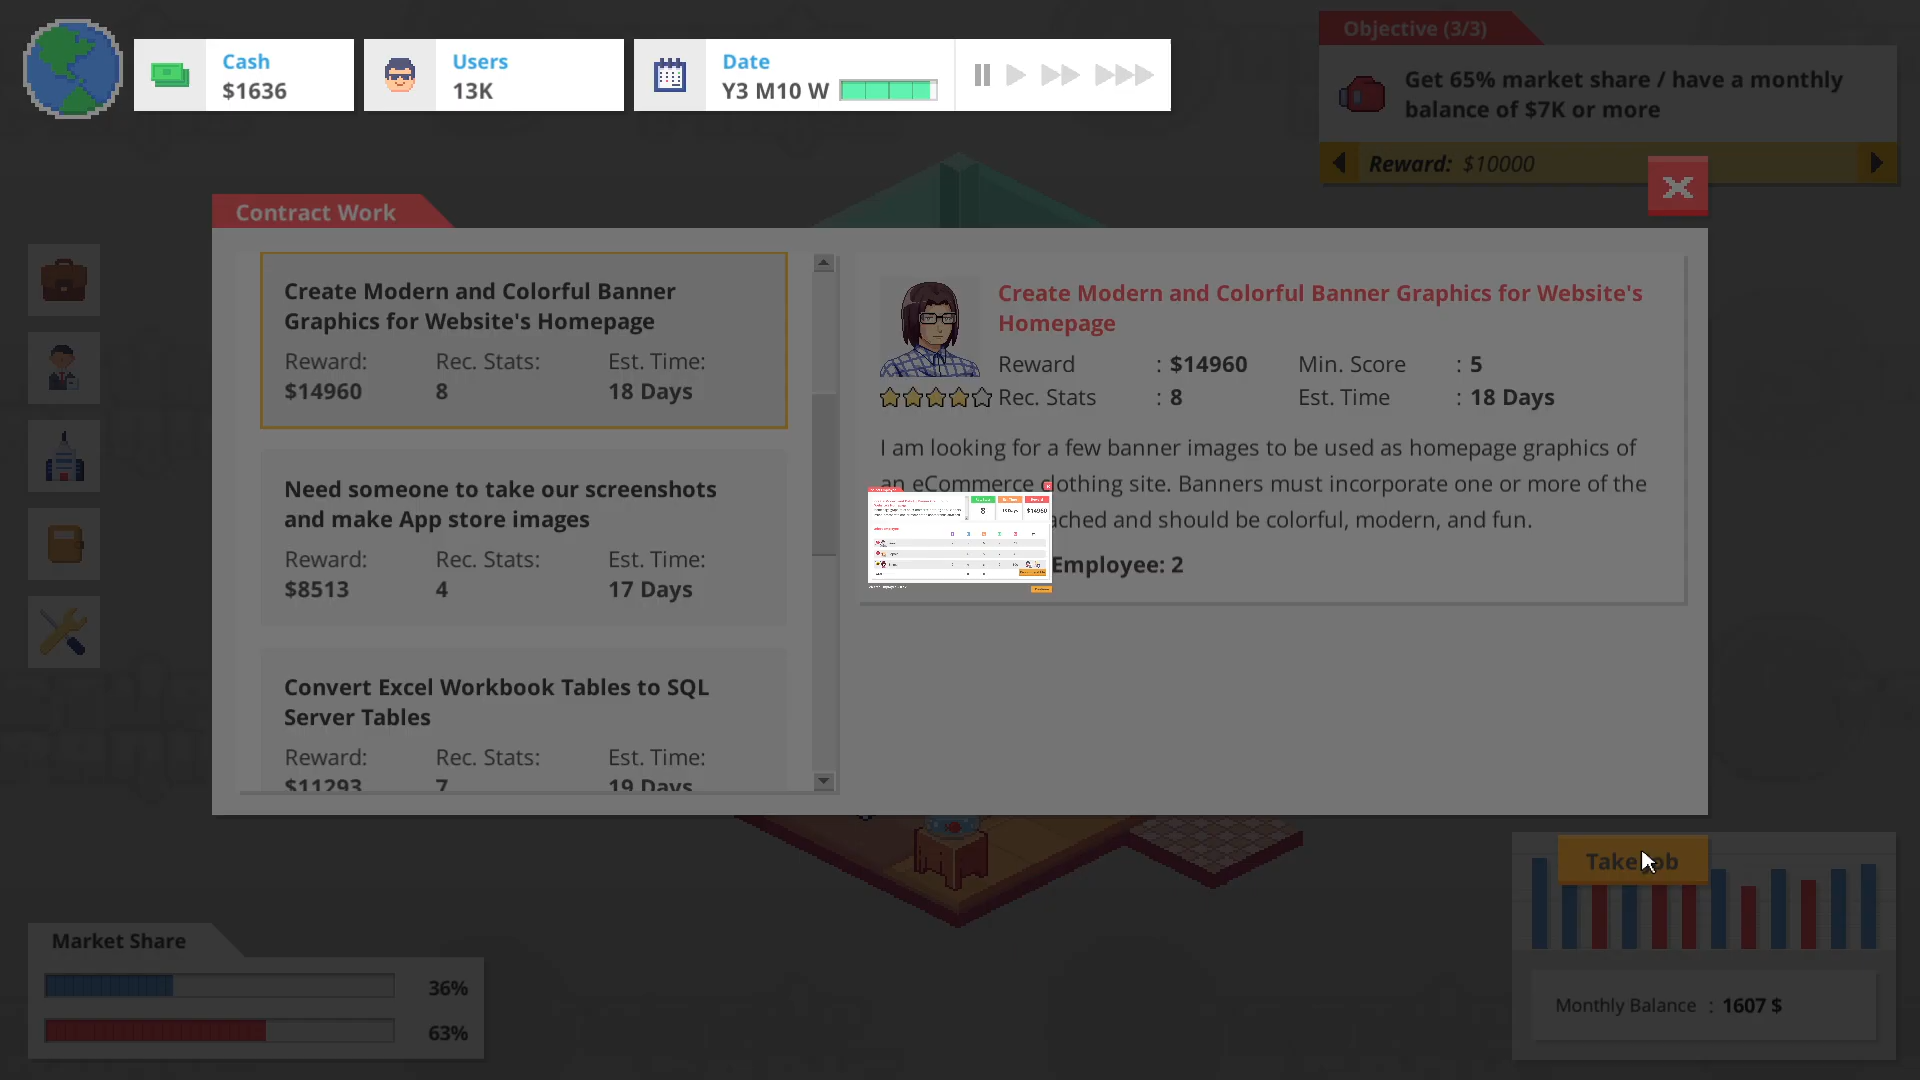 Cash
$1636
Users
13K
Date
Y3 M10 W
Objective (3/3)
Get 65% market share / have a monthly
balance of $7K or more
Reward: $10000
Contract Work
Create Modern and Colorful Banner
Graphics for Website's Homepage
Reward: Rec. Stats: Est. Time:
$14960 8 18 Days
Need someone to take our screenshots
and make App store images
Reward: Rec. Stats: Est. Time:
$8513 4 17 Days
Convert Excel Workbook Tables to SQL
Server Tables
Reward: Rec. Stats: Est. Time:
$11293 7 19 Days
Create Modern and Colorful Banner Graphics for Website's
Homepage
Reward : $14960 Min. Score : 5
Rec. Stats : 8 Est. Time : 18 Days
I am looking for a few banner images to be used as homepage graphics of
an eCommerce clothing site. Banners must incorporate one or more of the
and should be colorful, modern, and fun.
Employee: 2
8
$14960
Take Job
Market Share
36%
63%
Monthly Balance : 1607 $